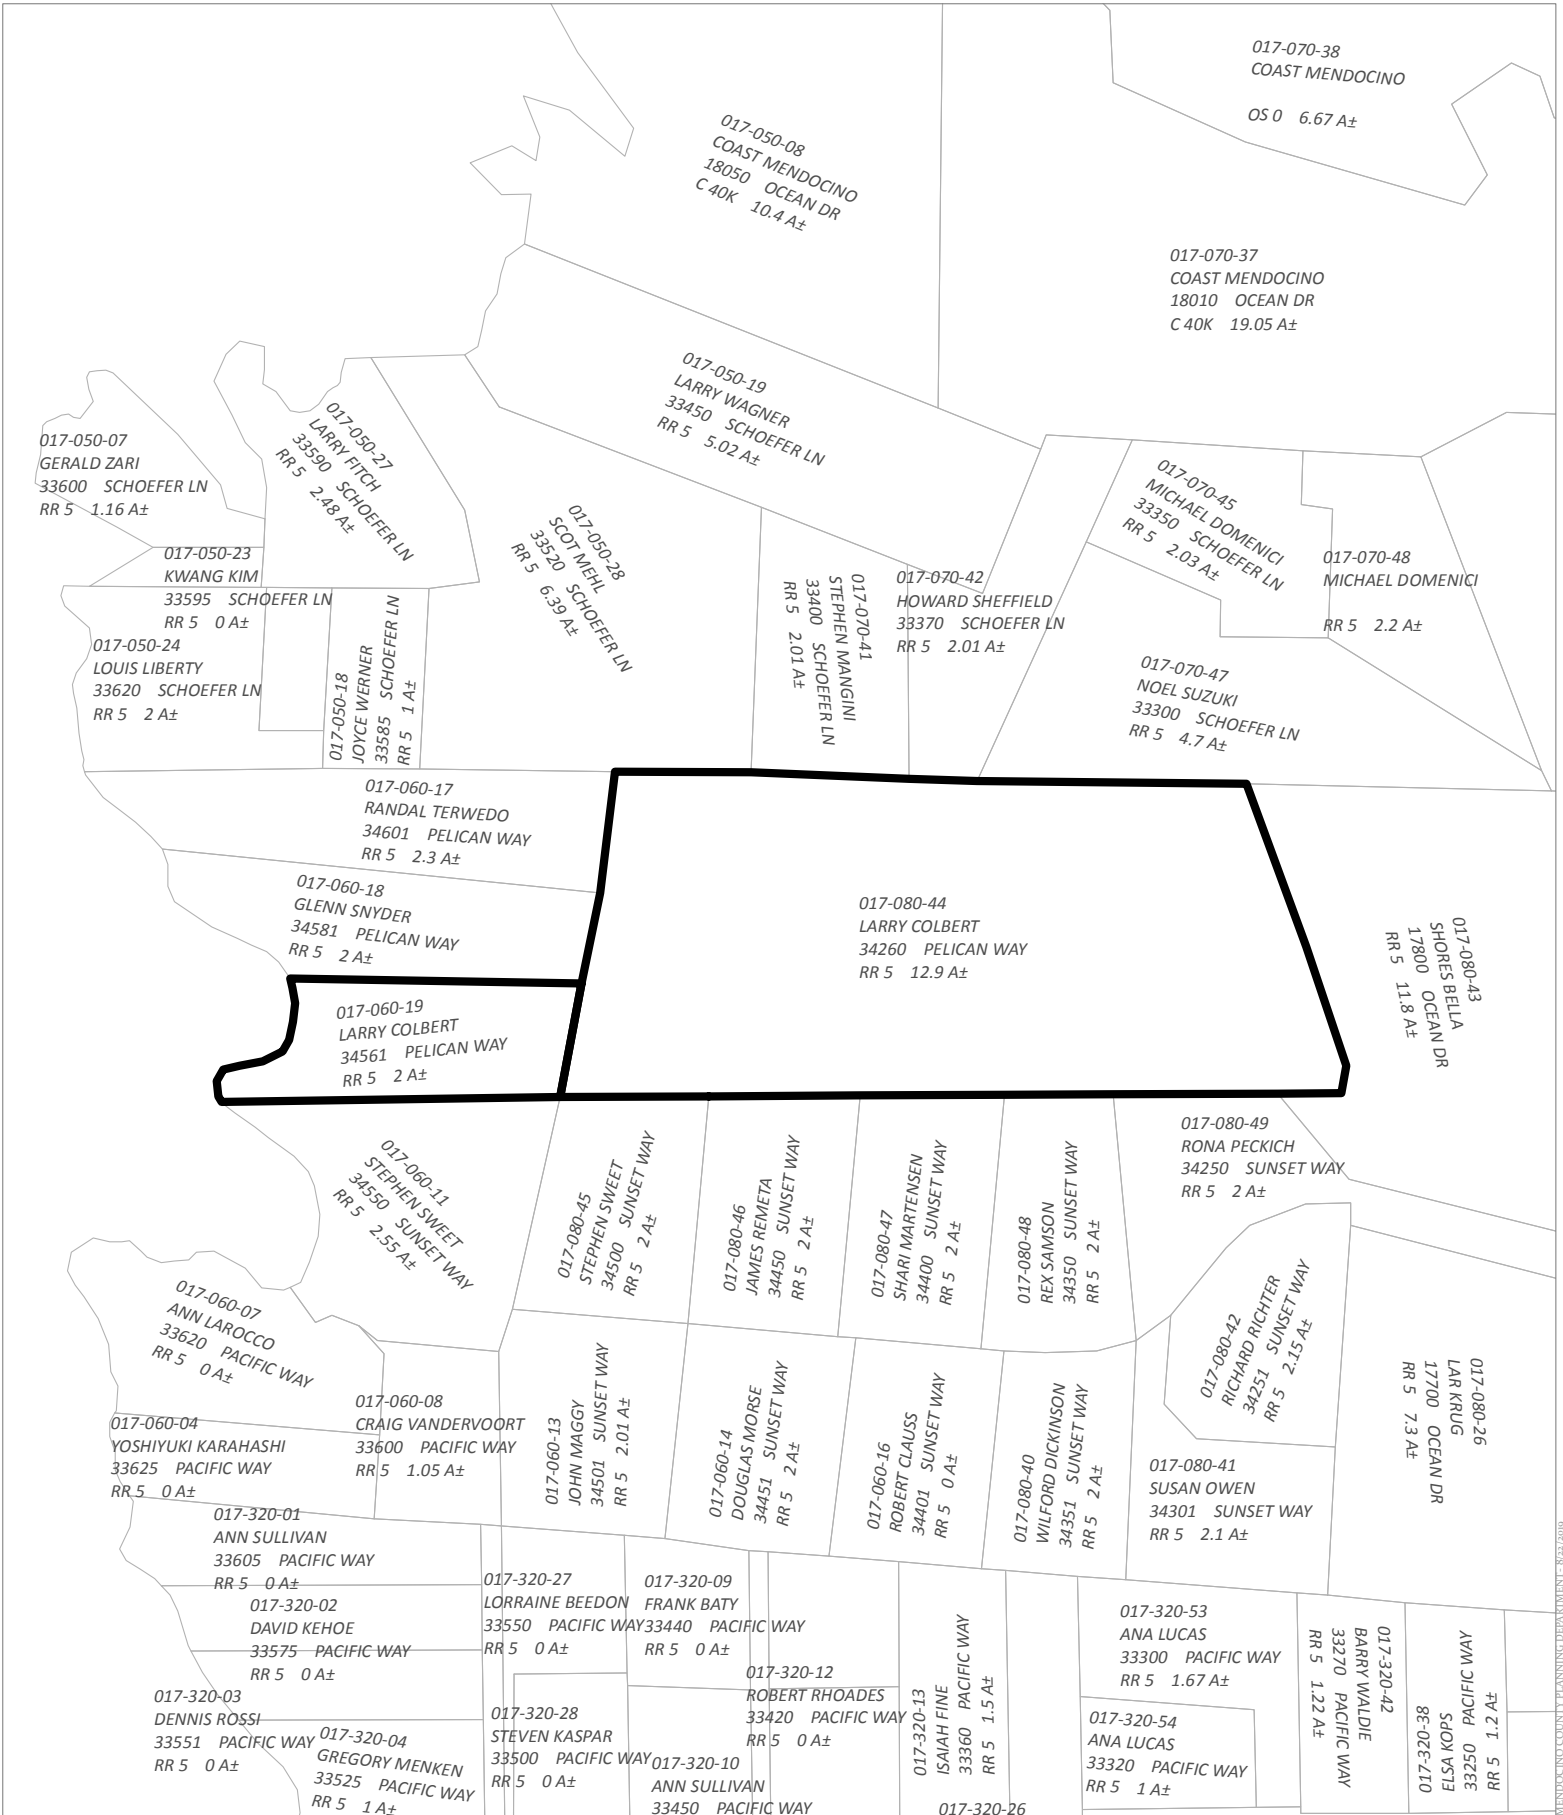 017-070-38
COAST MENDOCINO
OS 0 6.67 A±
017-050-08
COAST MENDOCINO
18050 OCEAN DR
C 40K 10.4 A±
017-070-37
COAST MENDOCINO
18010 OCEAN DR
C 40K 19.05 A±
017-050-19
LARRY WAGNER
33450 SCHOEFER LN
RR 5 5.02 A±
017-050-07
GERALD ZARI
33600 SCHOEFER LN
RR 5 1.16 A±
017-050-27
LARRY FITCH
33590 SCHOEFER LN
RR 5 2.48 A±
017-050-28
SCOT MEHL
33520 SCHOEFER LN
RR 5 6.39 A±
017-070-45
MICHAEL DOMENICI
33350 SCHOEFER LN
RR 5 2.03 A±
017-070-48
MICHAEL DOMENICI
RR 5 2.2 A±
017-050-23
KWANG KIM
33595 SCHOEFER LN
RR 5 0 A±
017-050-24
LOUIS LIBERTY
33620 SCHOEFER LN
RR 5 2 A±
017-050-18
JOYCE WERNER
33585 SCHOEFER LN
RR 5 1 A±
017-070-41
STEPHEN MANGINI
33400 SCHOEFER LN
RR 5 2.01 A±
017-070-42
HOWARD SHEFFIELD
33370 SCHOEFER LN
RR 5 2.01 A±
017-070-47
NOEL SUZUKI
33300 SCHOEFER LN
RR 5 4.7 A±
017-060-17
RANDAL TERWEDO
34601 PELICAN WAY
RR 5 2.3 A±
017-060-18
GLENN SNYDER
34581 PELICAN WAY
RR 5 2 A±
017-080-44
LARRY COLBERT
34260 PELICAN WAY
RR 5 12.9 A±
017-080-43
SHORES BELLA
17800 OCEAN DR
RR 5 11.8 A±
017-060-19
LARRY COLBERT
34561 PELICAN WAY
RR 5 2 A±
017-060-11
STEPHEN SWEET
34550 SUNSET WAY
RR 5 2.55 A±
017-080-45
STEPHEN SWEET
34500 SUNSET WAY
RR 5 2 A±
017-080-46
JAMES REMETA
34450 SUNSET WAY
RR 5 2 A±
017-080-47
SHARI MARTENSEN
34400 SUNSET WAY
RR 5 2 A±
017-080-48
REX SAMSON
34350 SUNSET WAY
RR 5 2 A±
017-080-49
RONA PECKICH
34250 SUNSET WAY
RR 5 2 A±
017-060-07
ANN LAROCCO
33620 PACIFIC WAY
RR 5 0 A±
017-080-42
RICHARD RICHTER
34251 SUNSET WAY
RR 5 2.15 A±
017-080-26
LAR KRUG
17700 OCEAN DR
RR 5 7.3 A±
017-060-04
YOSHIYUKI KARAHASHI
33625 PACIFIC WAY
RR 5 0 A±
017-060-08
CRAIG VANDERVOORT
33600 PACIFIC WAY
RR 5 1.05 A±
017-060-13
JOHN MAGGY
34501 SUNSET WAY
RR 5 2.01 A±
017-060-14
DOUGLAS MORSE
34451 SUNSET WAY
RR 5 2 A±
017-060-16
ROBERT CLAUSS
34401 SUNSET WAY
RR 5 0 A±
017-080-40
WILFORD DICKINSON
34351 SUNSET WAY
RR 5 2 A±
017-080-41
SUSAN OWEN
34301 SUNSET WAY
RR 5 2.1 A±
017-320-01
ANN SULLIVAN
33605 PACIFIC WAY
RR 5 0 A±
017-320-02
DAVID KEHOE
33575 PACIFIC WAY
RR 5 0 A±
017-320-27
LORRAINE BEEDON
33550 PACIFIC WAY
RR 5 0 A±
017-320-09
FRANK BATY
33440 PACIFIC WAY
RR 5 0 A±
017-320-12
ROBERT RHOADES
33420 PACIFIC WAY
RR 5 0 A±
017-320-13
ISAIAH FINE
33360 PACIFIC WAY
RR 5 1.5 A±
017-320-53
ANA LUCAS
33300 PACIFIC WAY
RR 5 1.67 A±
017-320-42
BARRY WALDIE
33270 PACIFIC WAY
RR 5 1.22 A±
017-320-38
ELSA KOPS
33250 PACIFIC WAY
RR 5 1.2 A±
017-320-03
DENNIS ROSSI
33551 PACIFIC WAY
RR 5 0 A±
017-320-04
GREGORY MENKEN
33525 PACIFIC WAY
RR 5 1 A±
017-320-28
STEVEN KASPAR
33500 PACIFIC WAY
RR 5 0 A±
017-320-10
ANN SULLIVAN
33450 PACIFIC WAY
017-320-54
ANA LUCAS
33320 PACIFIC WAY
RR 5 1 A±
017-320-26
MENDOCINO COUNTY PLANNING DEPARTMENT - 8/22/2019